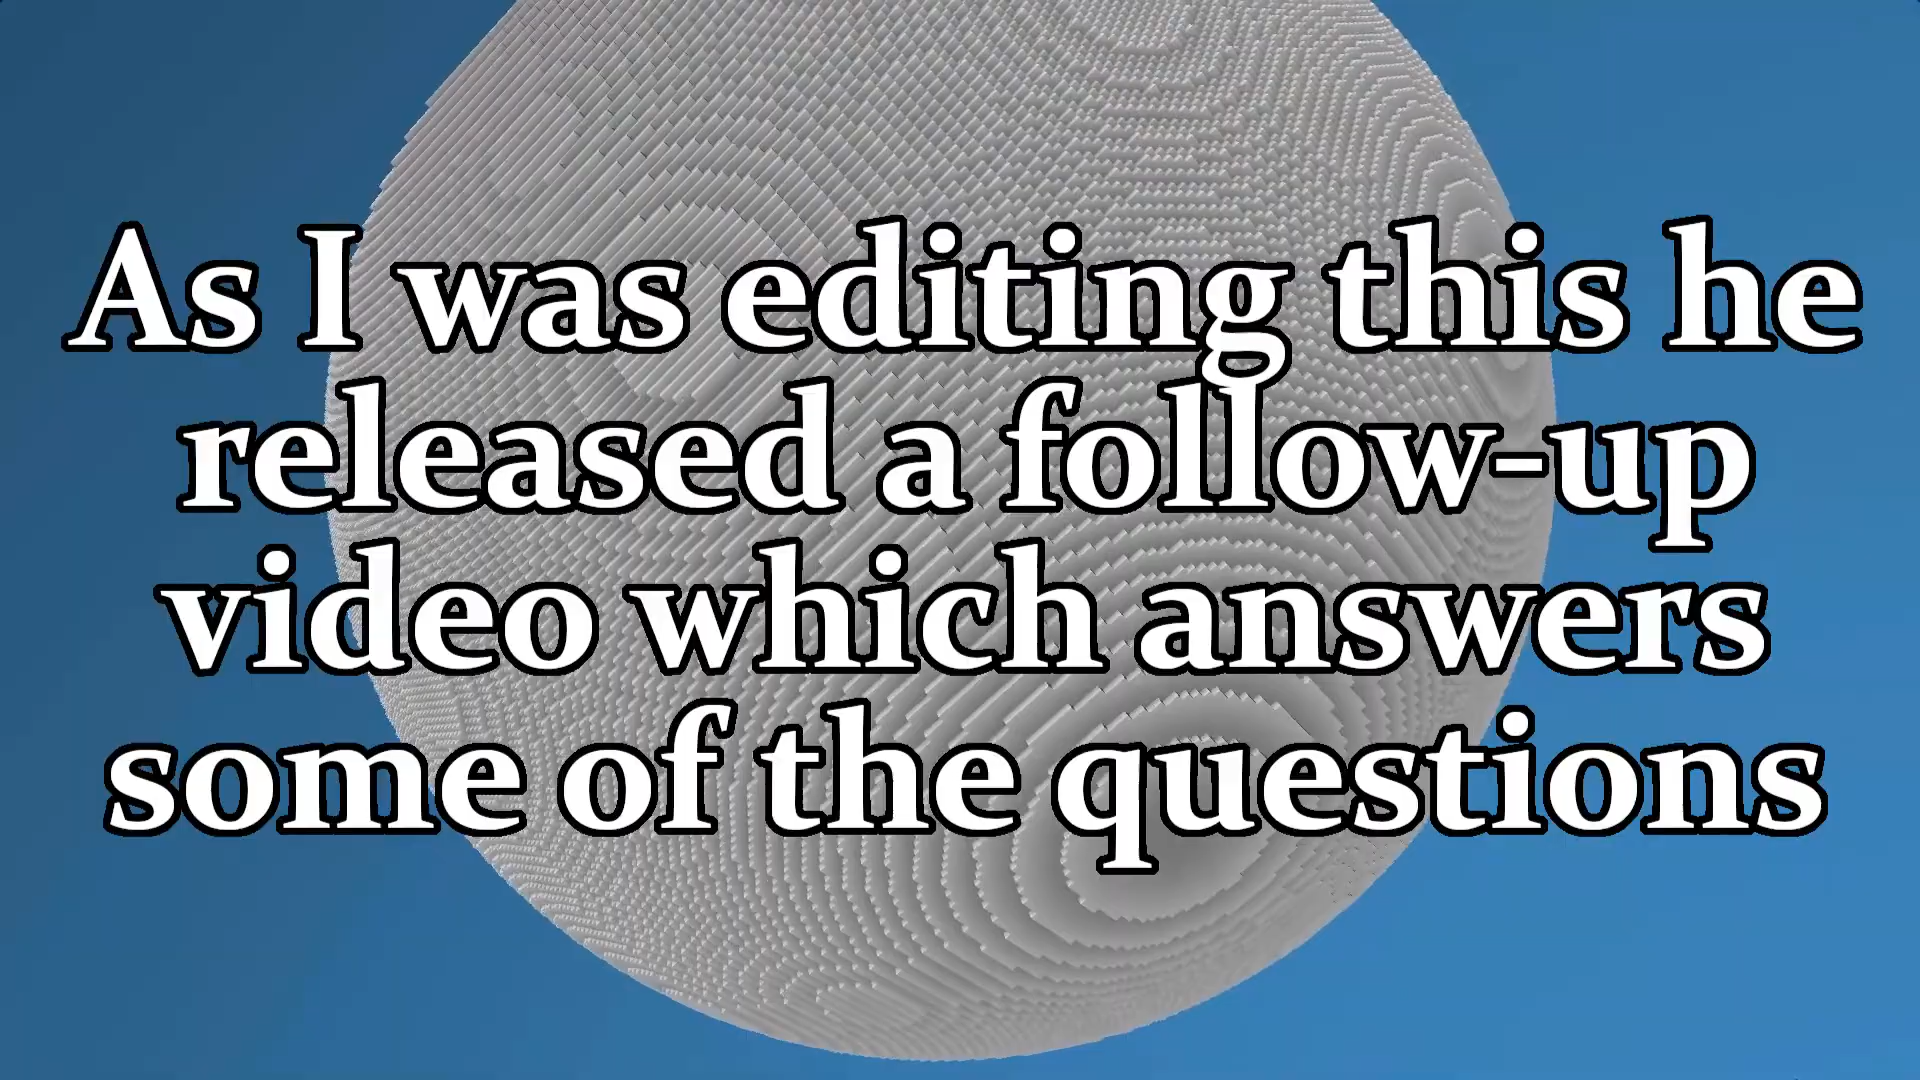 As I was editing this he
released a follow-up
video which answers
some of the questions